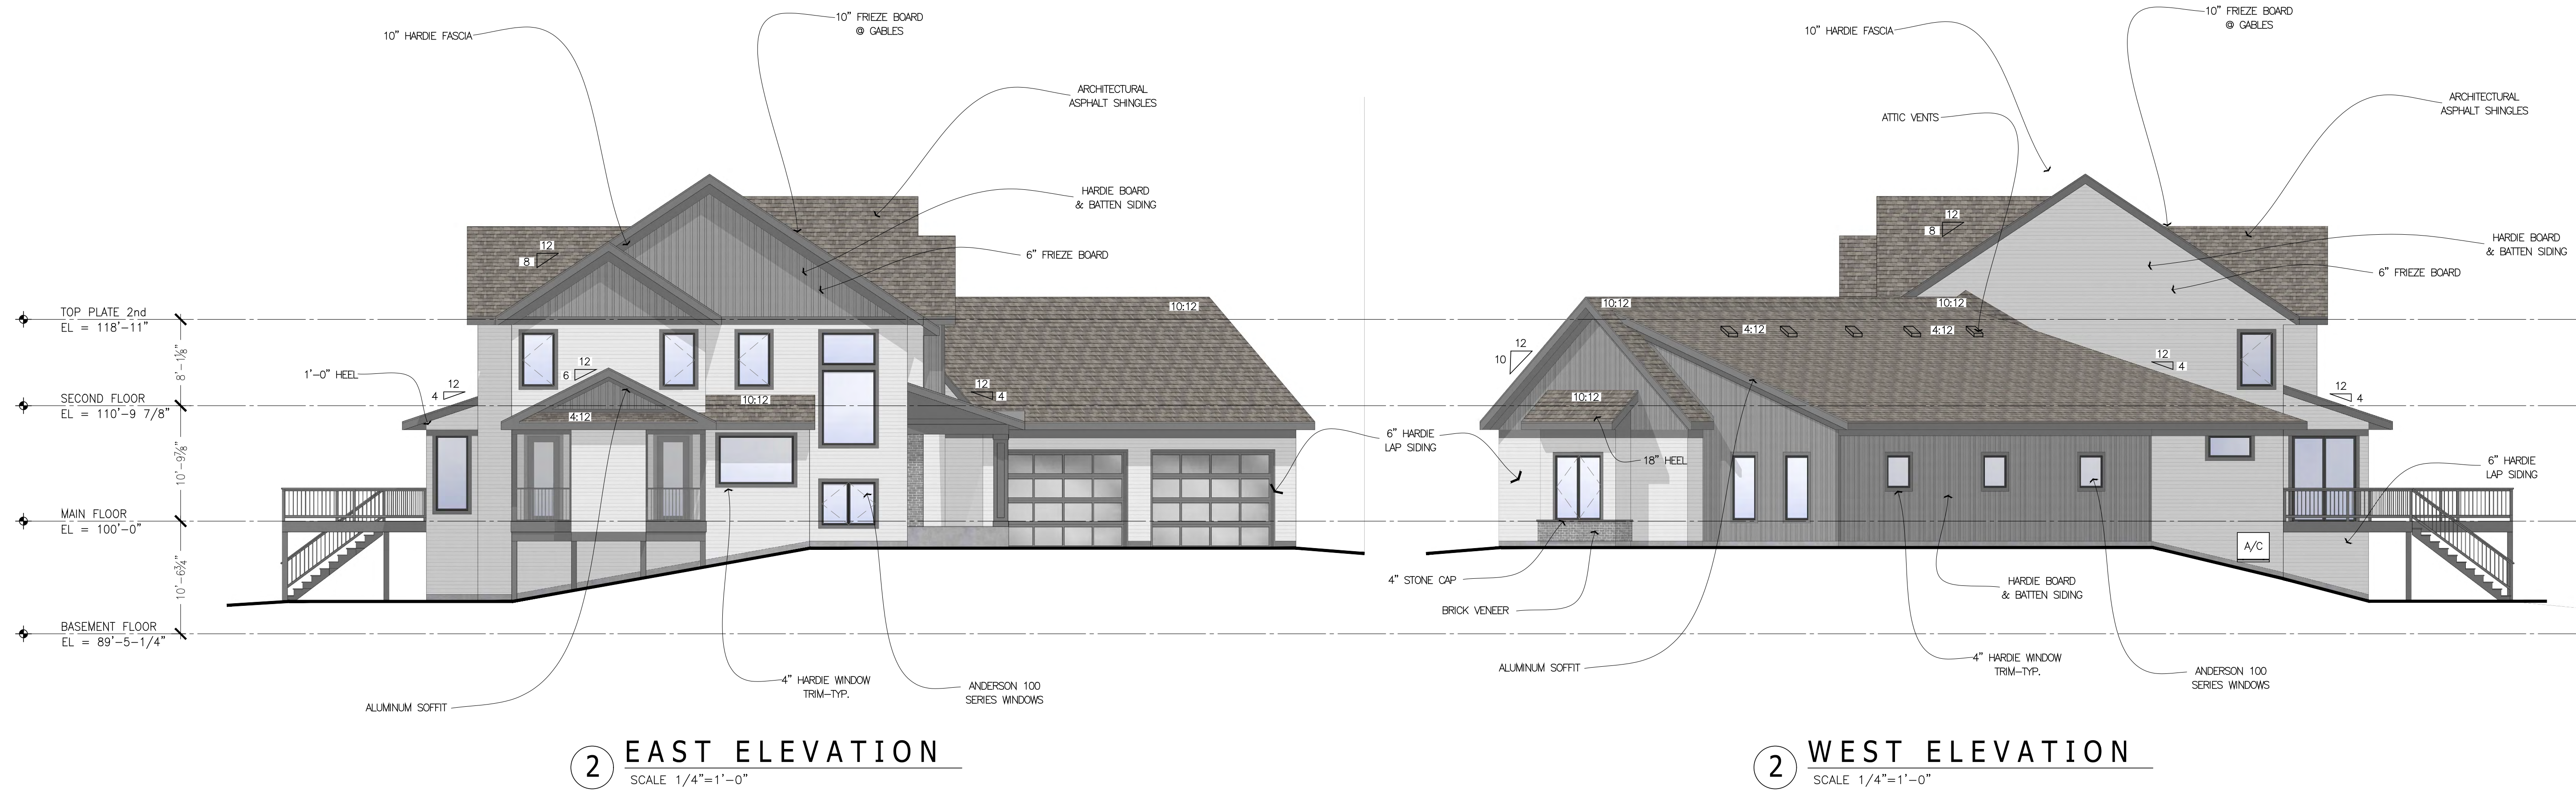 10" HARDIE FASCIA
10" FRIEZE BOARD
@ GABLES
ARCHITECTURAL
ASPHALT SHINGLES
HARDIE BOARD
& BATTEN SIDING
6" FRIEZE BOARD
12
8
10:12
TOP PLATE 2nd
EL = 118'-11"
8'-1⅛"
1'-0" HEEL
12
4
12
6
4:12
10:12
12
4
SECOND FLOOR
EL = 110'-9 7/8"
10'-9⅞"
MAIN FLOOR
EL = 100'-0"
10'-6¾"
BASEMENT FLOOR
EL = 89'-5-1/4"
6" HARDIE
LAP SIDING
4" HARDIE WINDOW
TRIM-TYP.
ANDERSON 100
SERIES WINDOWS
ALUMINUM SOFFIT
2
EAST ELEVATION
SCALE 1/4"=1'-0"
10" HARDIE FASCIA
10" FRIEZE BOARD
@ GABLES
ATTIC VENTS
ARCHITECTURAL
ASPHALT SHINGLES
12
8
HARDIE BOARD
& BATTEN SIDING
6" FRIEZE BOARD
10:12
10:12
4:12
4:12
12
10
12
4
12
4
10:12
18" HEEL
6" HARDIE
LAP SIDING
A/C
4" STONE CAP
BRICK VENEER
HARDIE BOARD
& BATTEN SIDING
ALUMINUM SOFFIT
4" HARDIE WINDOW
TRIM-TYP.
ANDERSON 100
SERIES WINDOWS
2
WEST ELEVATION
SCALE 1/4"=1'-0"